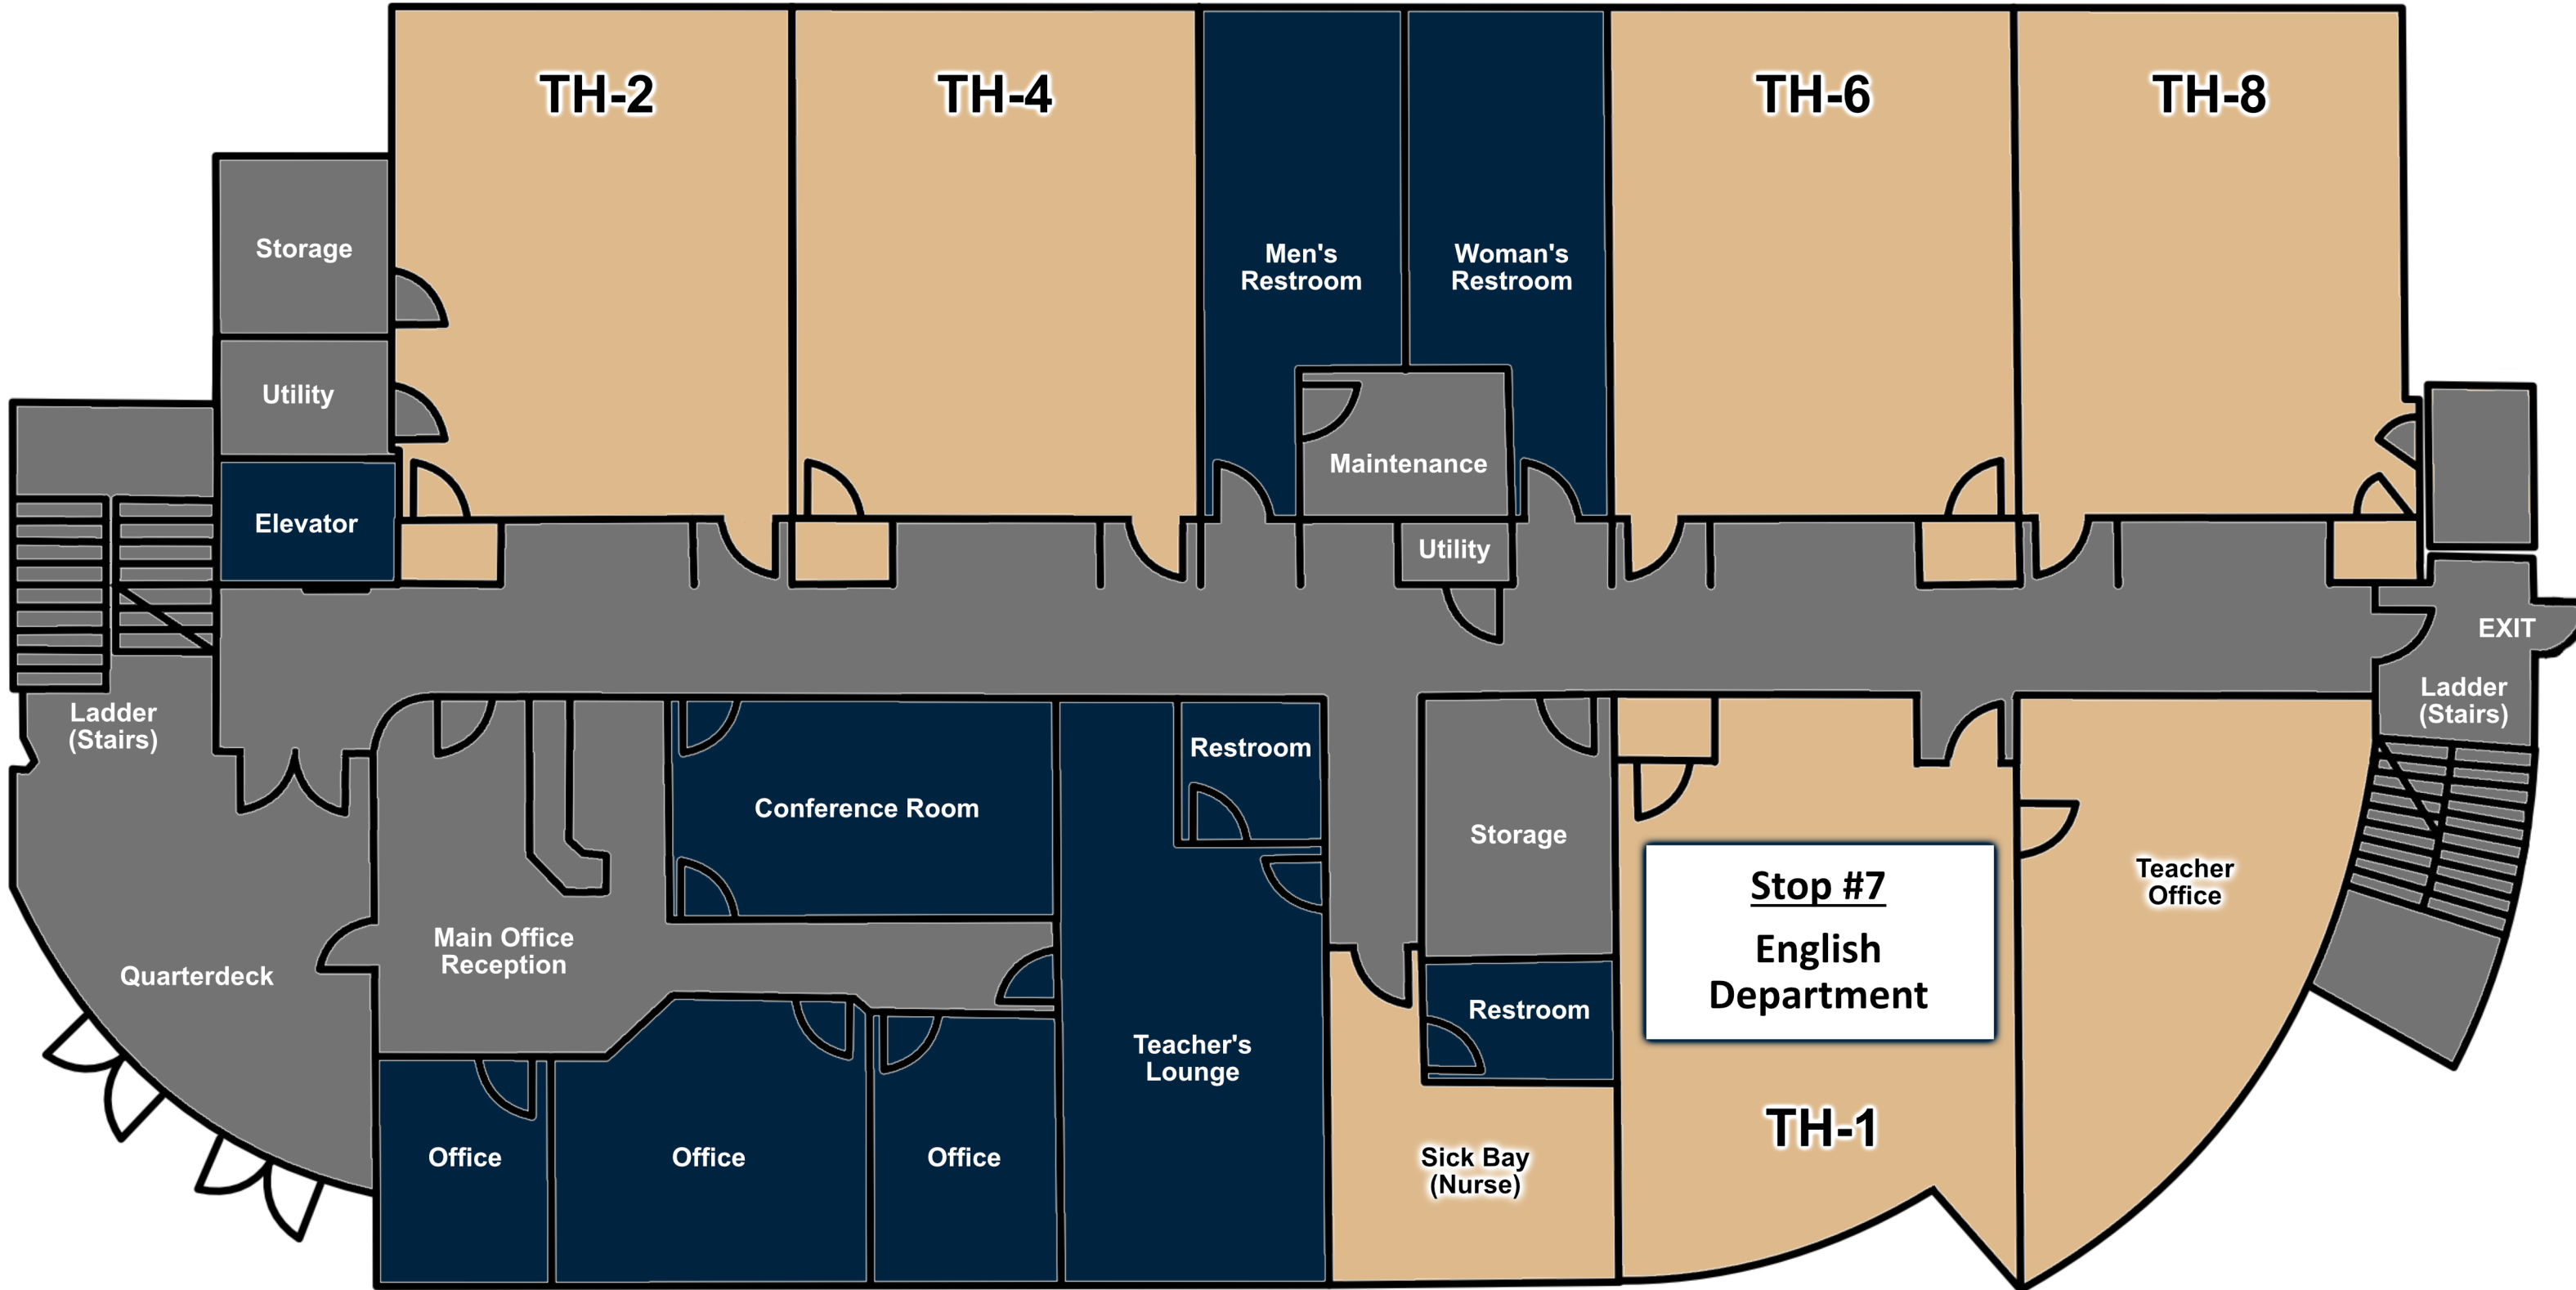 TH-2
TH-4
TH-6
TH-8
Storage
Men's
Restroom
Woman's
Restroom
Utility
Maintenance
Elevator
Utility
EXIT
Ladder
(Stairs)
Ladder
(Stairs)
Restroom
Conference Room
Storage
Stop #7
English
Department
Teacher
Office
Main Office
Reception
Quarterdeck
Restroom
Teacher's
Lounge
TH-1
Office
Office
Office
Sick Bay
(Nurse)